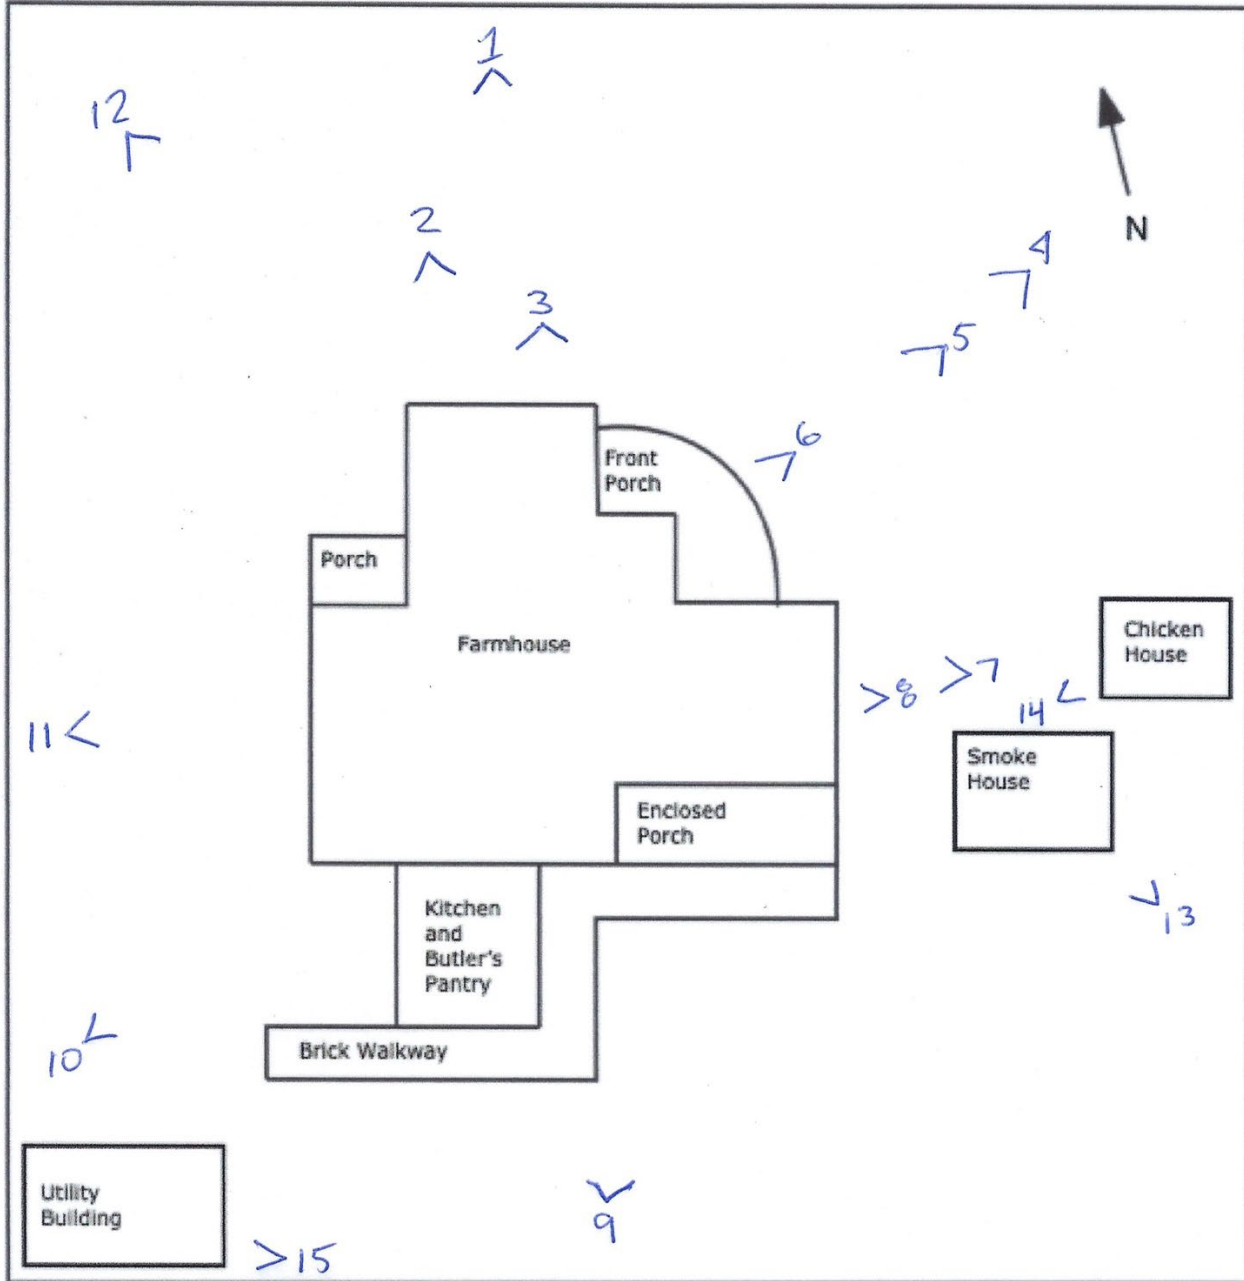 1
12
N
2
4
3
5
6
Front
Porch
Porch
Farmhouse
Chicken
House
7
8
14
11
Smoke
House
Enclosed
Porch
Kitchen
and
Butler's
Pantry
13
10
Brick Walkway
Utility
Building
9
15